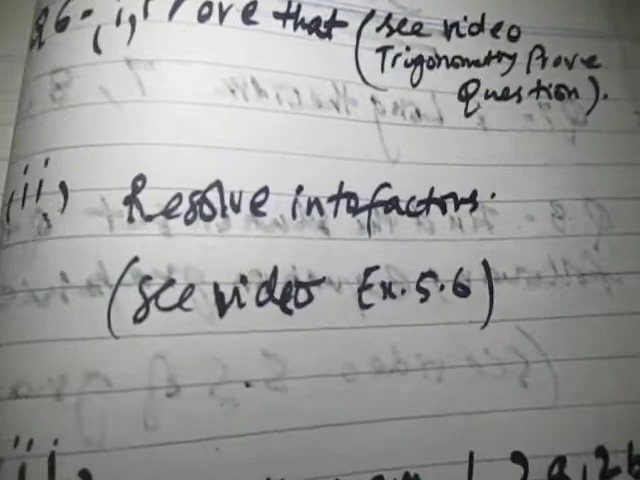 Q6-(i) Prove that (see video
Trigonometry Prove
Question).
(ii) Resolve into factors.
(see video Ex. 5.6)